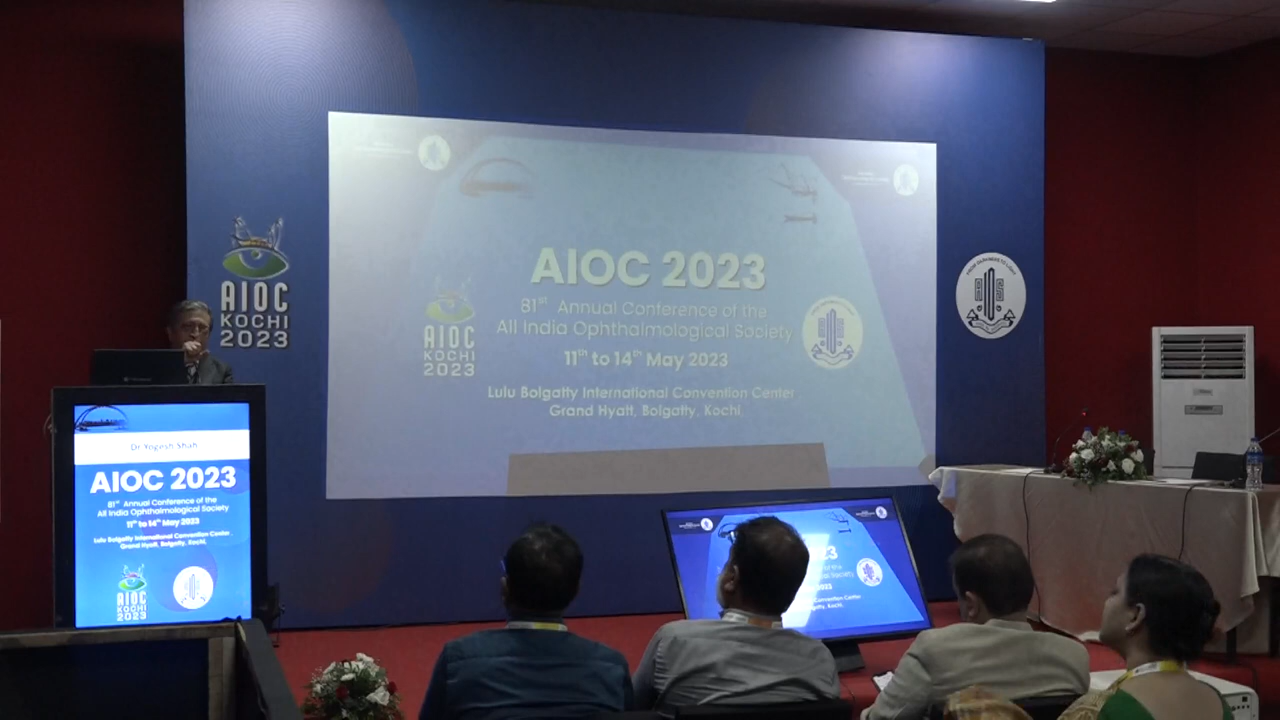 AIOC 2023
81st Annual Conference of the
All India Ophthalmological Society
11th to 14th May 2023
Lulu Bolgatty International Convention Center
Grand Hyatt, Bolgatty, Kochi.
AIOC
KOCHI
2023
AIOC
KOCHI
2023
Dr Yogesh Shah
AIOC 2023
81st Annual Conference of the
All India Ophthalmological Society
11th to 14th May 2023
Lulu Bolgatty International Convention Center,
Grand Hyatt, Bolgatty, Kochi.
AIOC
KOCHI
2023